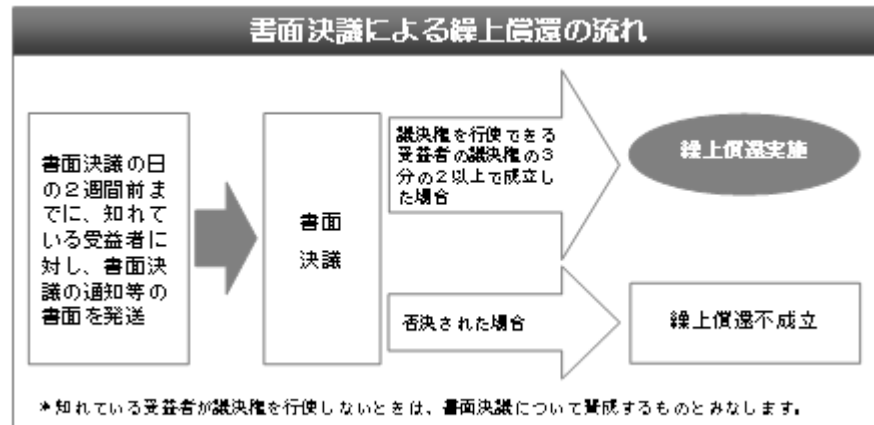 書面決議による繰上償還の流れ
書面決議の日
の2週間前ま
でに、知れて
いる受益者に
対し、書面決
議の通知等の
書面を発送
書面
決議
議決権を行使できる
受益者の議決権の3
分の2以上で成立し
た場合
繰上償還実施
否決された場合
繰上償還不成立
*知れている受益者が議決権を行使しないときは、書面決議について賛成するものとみなします。